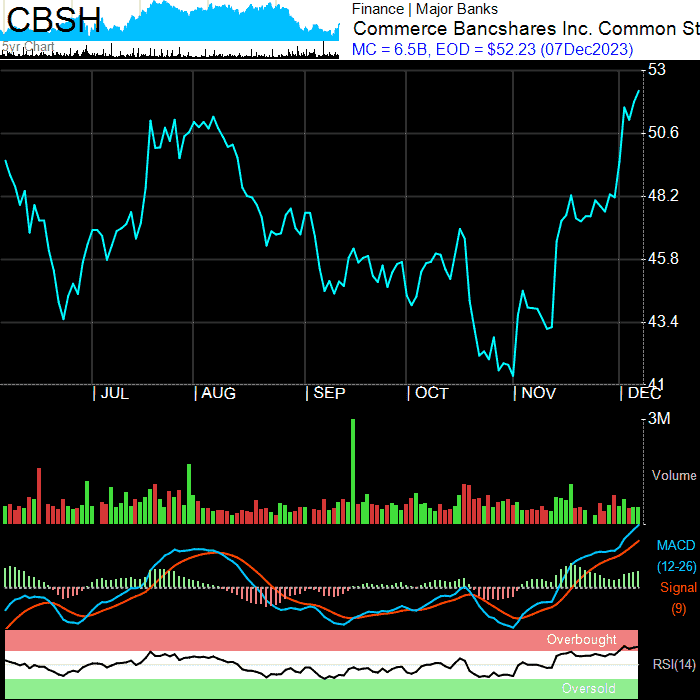 CBSH
5yr Chart
Finance | Major Banks
Commerce Bancshares Inc. Common St
MC = 6.5B, EOD = $52.23 (07Dec2023)
53
50.6
48.2
45.8
43.4
41
JUL
AUG
SEP
OCT
NOV
DEC
3M
Volume
MACD
(12-26)
Signal
(9)
Overbought
RSI(14)
Oversold